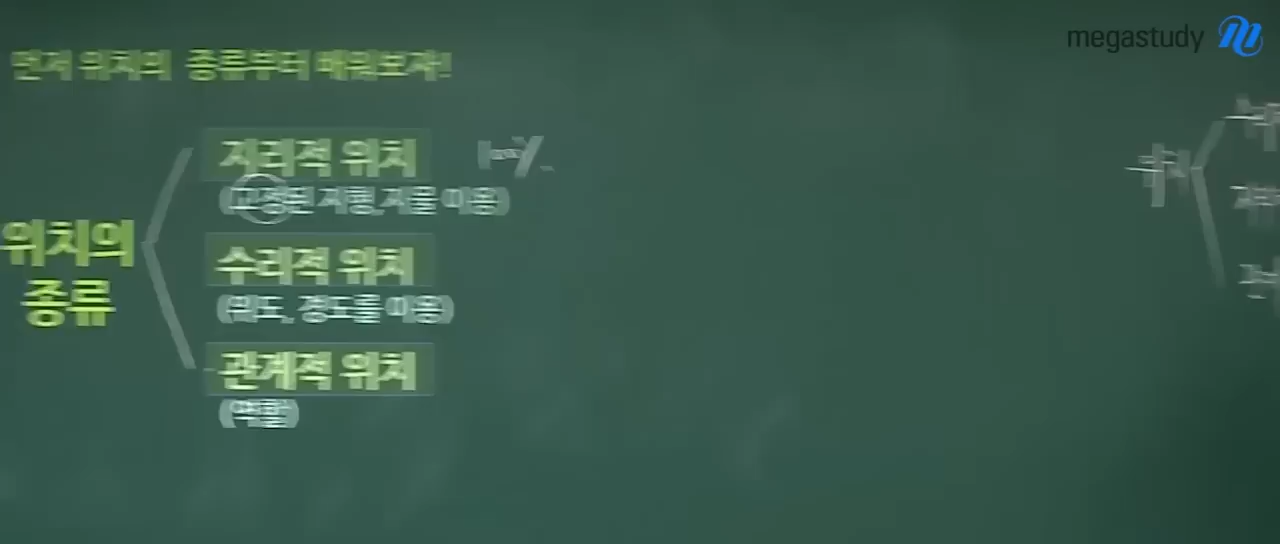 megastudy
먼저 위치의 종류부터 배워보자!
위치의
종류
지리적 위치
(고정된 지형,지물 이용)
수리적 위치
(위도, 경도를 이용)
관계적 위치
(역할)